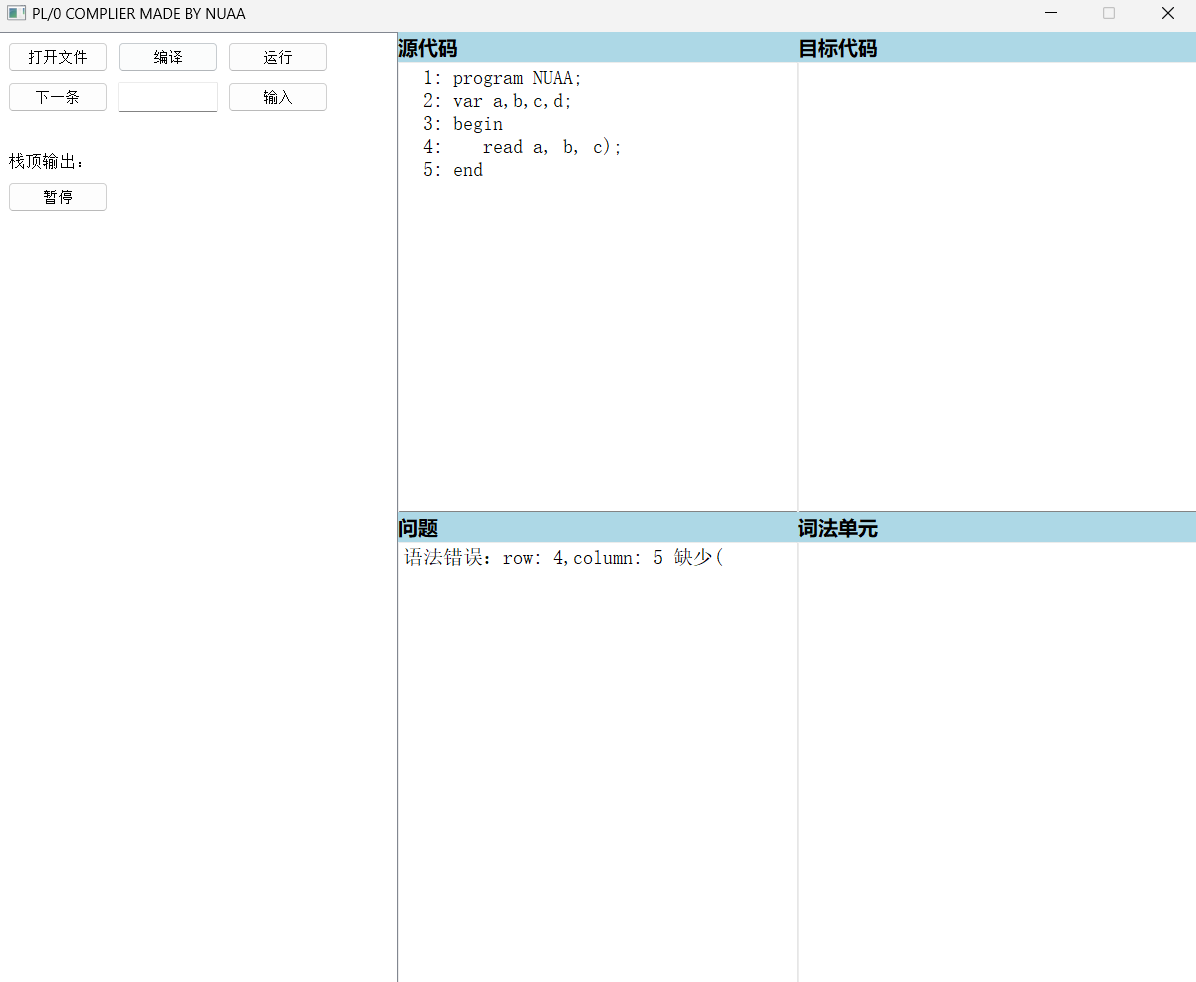 PL/0 COMPLIER MADE BY NUAA
打开文件 编译 运行
下一条 输入
栈顶输出:
暂停
源代码
1: program NUAA;
2: var a,b,c,d;
3: begin
4: read a, b, c);
5: end
目标代码
问题
语法错误: row: 4,column: 5 缺少(
词法单元